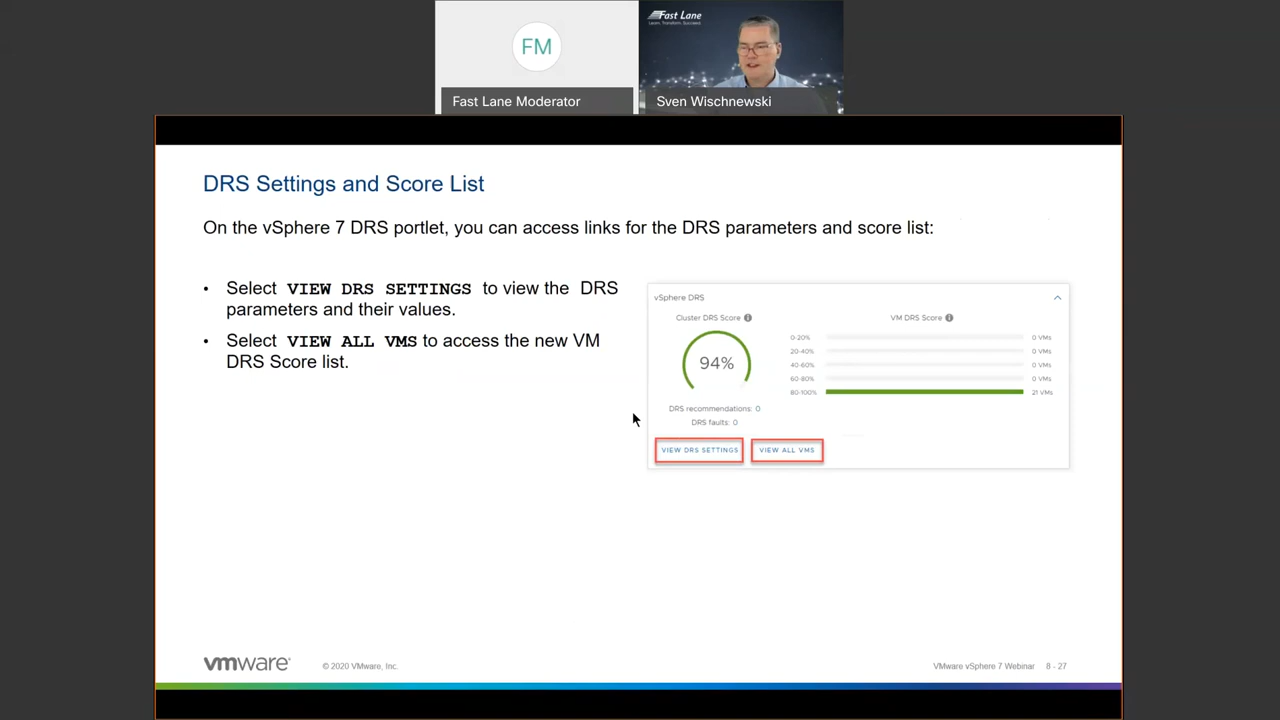 FM
Fast Lane Moderator
Fast Lane
Learn. Transform. Succeed.
Sven Wischnewski
DRS Settings and Score List
On the vSphere 7 DRS portlet, you can access links for the DRS parameters and score list:
• Select VIEW DRS SETTINGS to view the DRS
parameters and their values.
• Select VIEW ALL VMS to access the new VM
DRS Score list.
vSphere DRS
Cluster DRS Score
94%
DRS recommendations: 0
DRS faults: 0
VM DRS Score
0-20% 0 VMs
20-40% 0 VMs
40-60% 0 VMs
60-80% 0 VMs
80-100% 21 VMs
VIEW DRS SETTINGS
VIEW ALL VMS
vmware®
© 2020 VMware, Inc.
VMware vSphere 7 Webinar 8 - 27